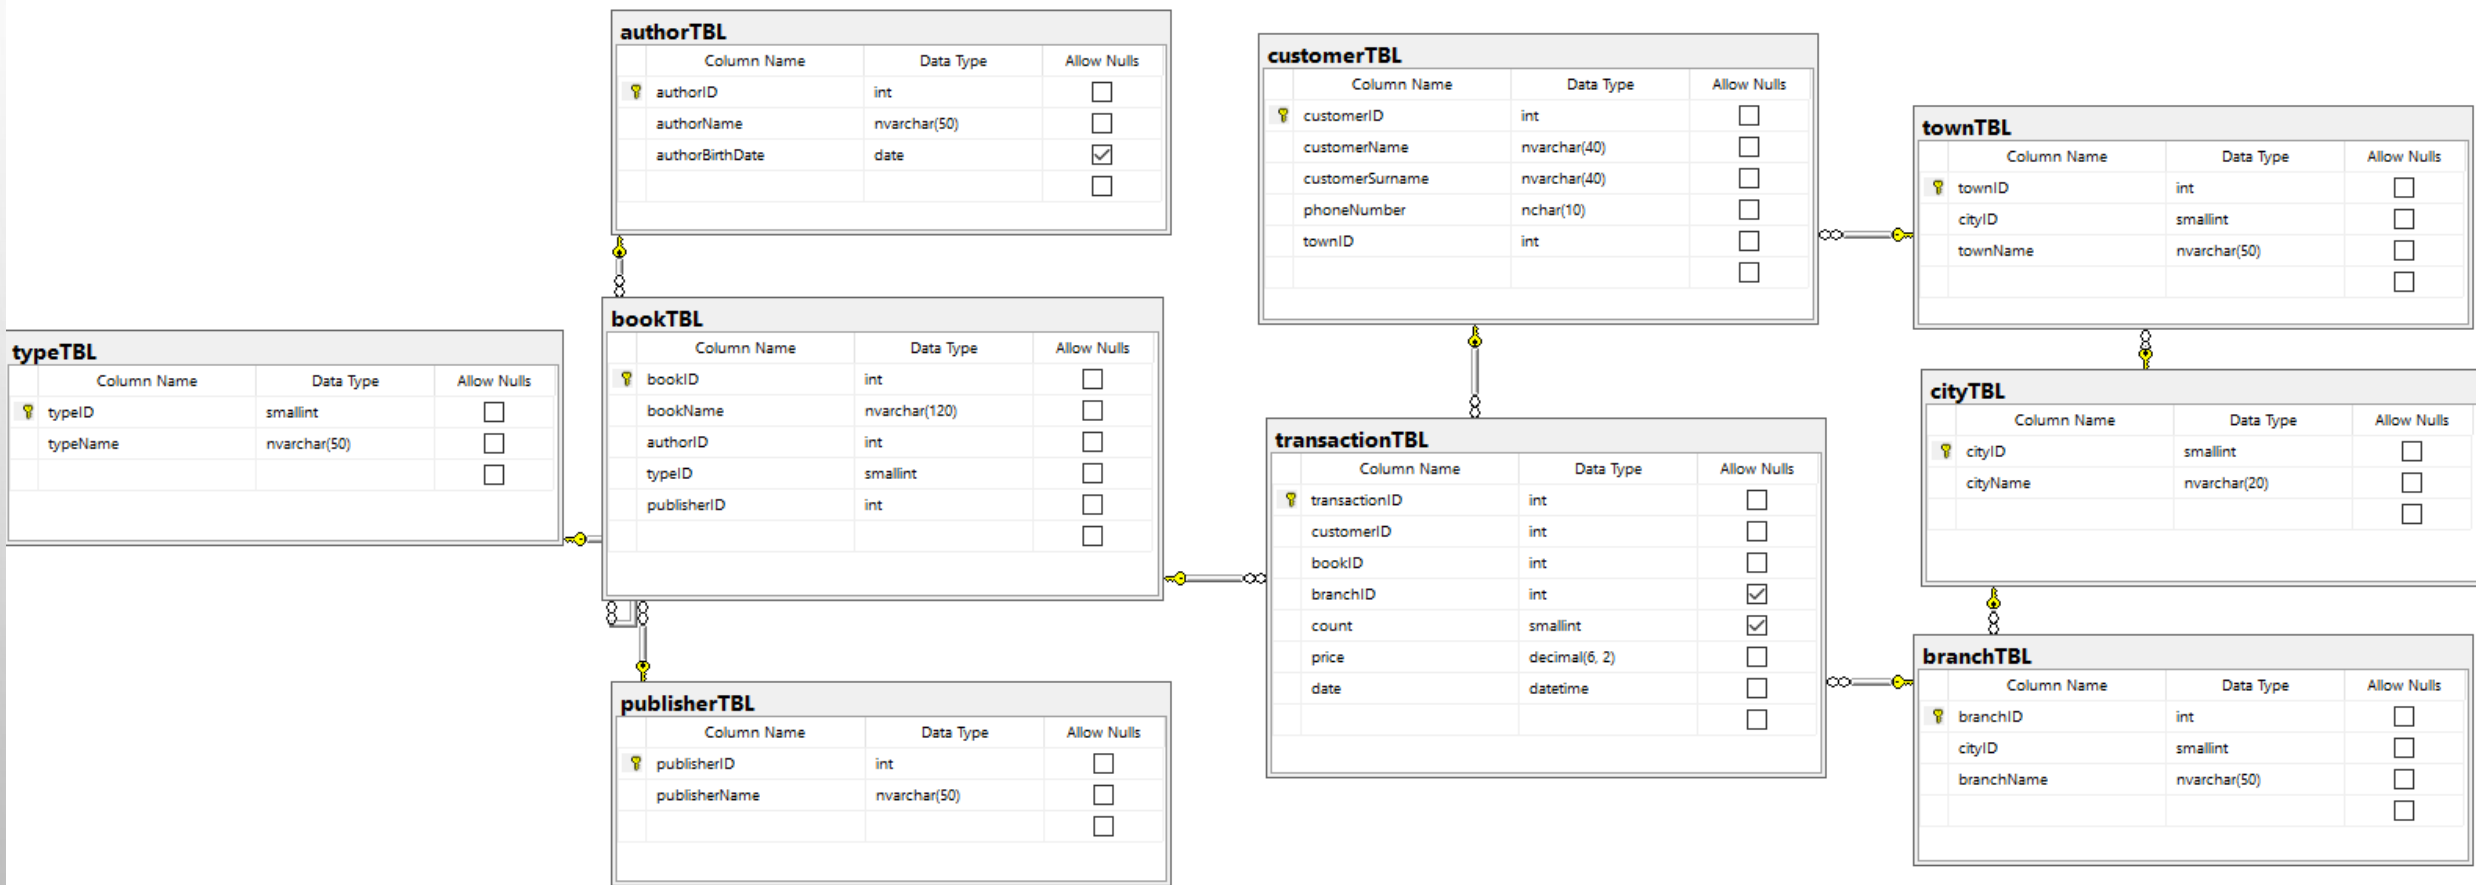 authorTBL
Column Name Data Type Allow Nulls
authorID int
authorName nvarchar(50)
authorBirthDate date
customerTBL
Column Name Data Type Allow Nulls
customerID int
customerName nvarchar(40)
customerSurname nvarchar(40)
phoneNumber nchar(10)
townID int
townTBL
Column Name Data Type Allow Nulls
townID int
cityID smallint
townName nvarchar(50)
typeTBL
Column Name Data Type Allow Nulls
typeID smallint
typeName nvarchar(50)
bookTBL
Column Name Data Type Allow Nulls
bookID int
bookName nvarchar(120)
authorID int
typeID smallint
publisherID int
transactionTBL
Column Name Data Type Allow Nulls
transactionID int
customerID int
bookID int
branchID int
count smallint
price decimal(6, 2)
date datetime
cityTBL
Column Name Data Type Allow Nulls
cityID smallint
cityName nvarchar(20)
publisherTBL
Column Name Data Type Allow Nulls
publisherID int
publisherName nvarchar(50)
branchTBL
Column Name Data Type Allow Nulls
branchID int
cityID smallint
branchName nvarchar(50)